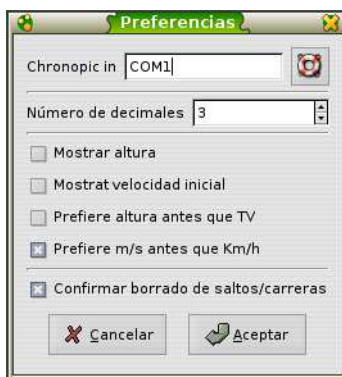 Preferencias
Chronopic in COM1
Número de decimales 3
Mostrar altura
Mostrat velocidad inicial
Prefiere altura antes que TV
Prefiere m/s antes que Km/h
Confirmar borrado de saltos/carreras
Cancelar Aceptar